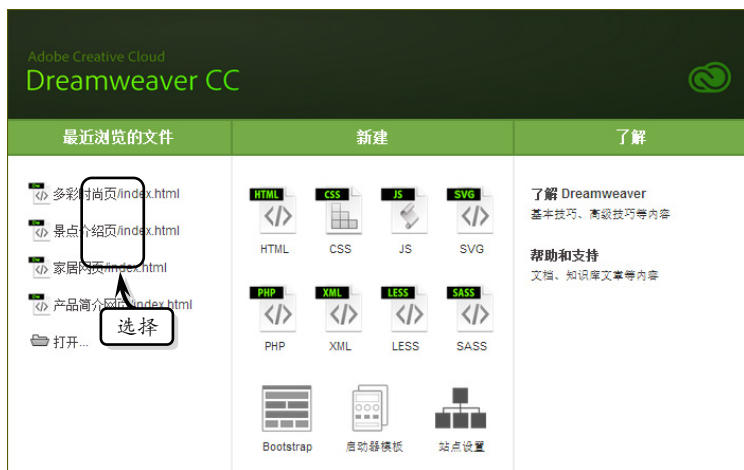 Adobe Creative Cloud
Dreamweaver CC
最近浏览的文件
新建
了解
多彩时尚页/index.html
景点介绍页/index.html
家居网页/index.html
产品简介网页/index.html
打开...
选择
HTML
CSS
JS
SVG
HTML
CSS
JS
SVG
PHP
XML
LESS
SASS
PHP
XML
LESS
SASS
Bootstrap
启动器模板
站点设置
了解 Dreamweaver
基本技巧、高级技巧等内容
帮助和支持
文档、知识库文章等内容